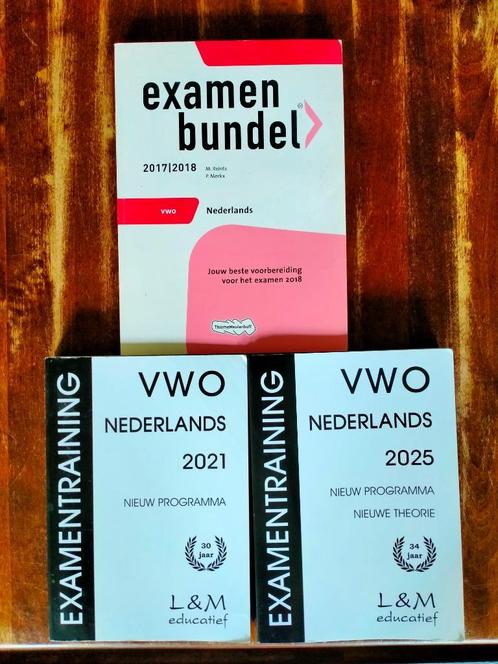 examen
bundel®
2017|2018
M. Reints
P. Merkx
vwo
Nederlands
Jouw beste voorbereiding
voor het examen 2018
ThiemeMeulenhoff
EXAMENTRAINING
VWO
NEDERLANDS
2021
NIEUW PROGRAMMA
30
jaar
L&M
educatief
EXAMENTRAINING
VWO
NEDERLANDS
2025
NIEUW PROGRAMMA
NIEUWE THEORIE
34
jaar
L&M
educatief